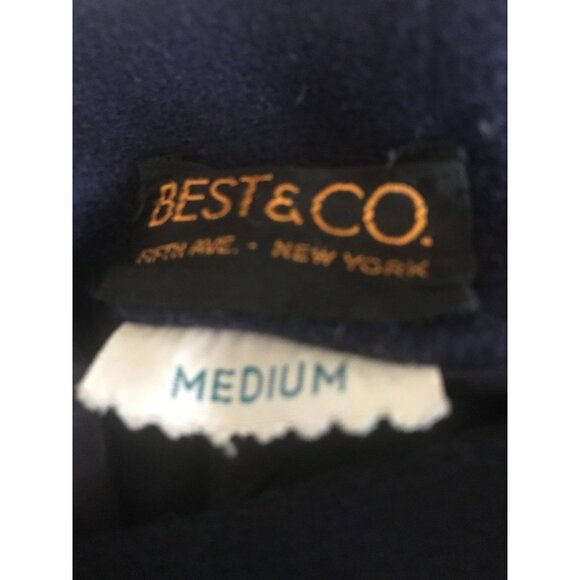 BEST & CO.
FIFTH AVE. - NEW YORK
MEDIUM